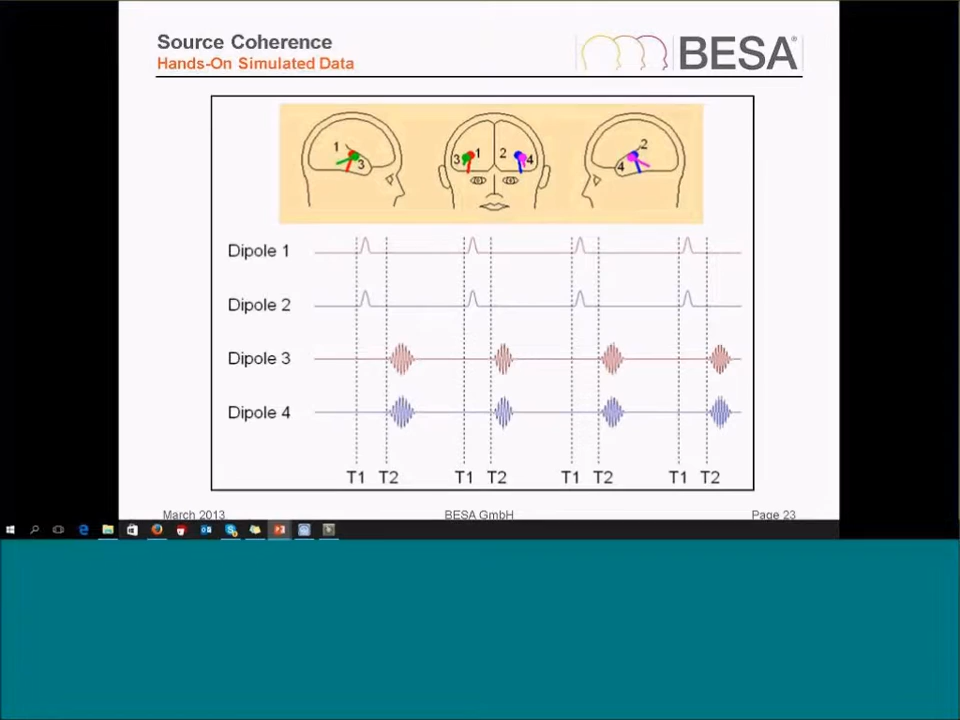 Source Coherence
Hands-On Simulated Data
BESA®
1 3 3 1 2 4 2 4
Dipole 1
Dipole 2
Dipole 3
Dipole 4
T1 T2 T1 T2 T1 T2 T1 T2
March 2013 BESA GmbH Page 23